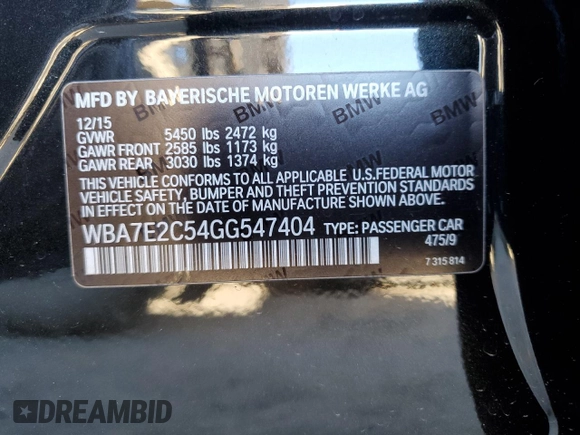 MFD BY BAYERISCHE MOTOREN WERKE AG
12/15
GVWR 5450 lbs 2472 kg
GAWR FRONT 2585 lbs 1173 kg
GAWR REAR 3030 lbs 1374 kg
THIS VEHICLE CONFORMS TO ALL APPLICABLE U.S.FEDERAL MOTOR
VEHICLE SAFETY, BUMPER AND THEFT PREVENTION STANDARDS
IN EFFECT ON THE DATE OF MANUFACTURE SHOWN ABOVE.
WBA7E2C54GG547404 TYPE: PASSENGER CAR
475/9
7 315 814
DREAMBID